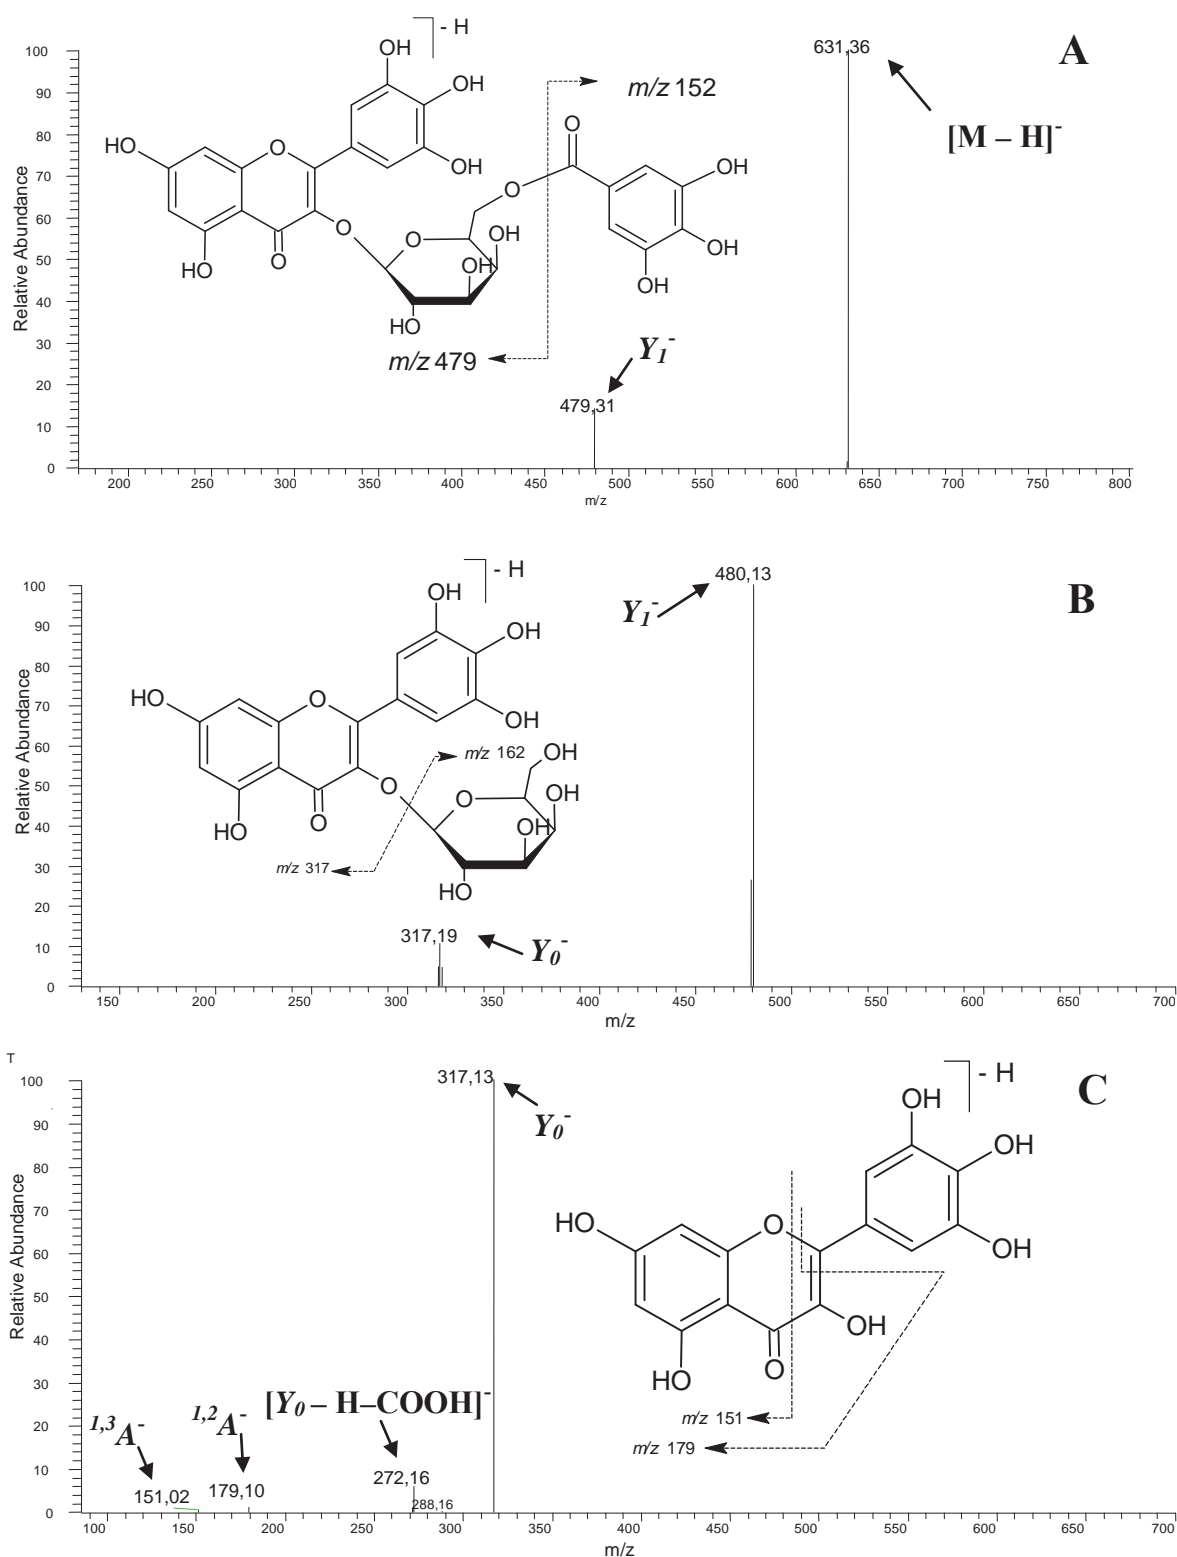 - H
A
OH
100
631,36
m/z 152
OH
90
[M – H]-
80
O
HO
O
OH
OH
70
O
60
O
O
OH
OH
HO
O
OH
50
OH
40
HO
30
m/z 479
Y1-
20
479,31
10
0
Relative Abundance
200 250 300 350 400 450 500 550 600 650 700 750 800
m/z
- H
B
OH
100
480,13
Y1-
90
OH
80
HO
O
OH
70
60
m/z 162
OH
O
O
OH
50
HO
O
OH
40
m/z 317
30
HO
20
317,19
Y0-
10
0
Relative Abundance
150 200 250 300 350 400 450 500 550 600 650 700
m/z
T
- H
C
100
317,13
OH
Y0-
90
OH
80
HO
O
OH
70
60
50
OH
40
O
HO
30
[Y0 – H–COOH]-
1,3A-
1,2A-
m/z 151
20
m/z 179
10
151,02
179,10
272,16
288,16
0
Relative Abundance
100 150 200 250 300 350 400 450 500 550 600 650 700
m/z